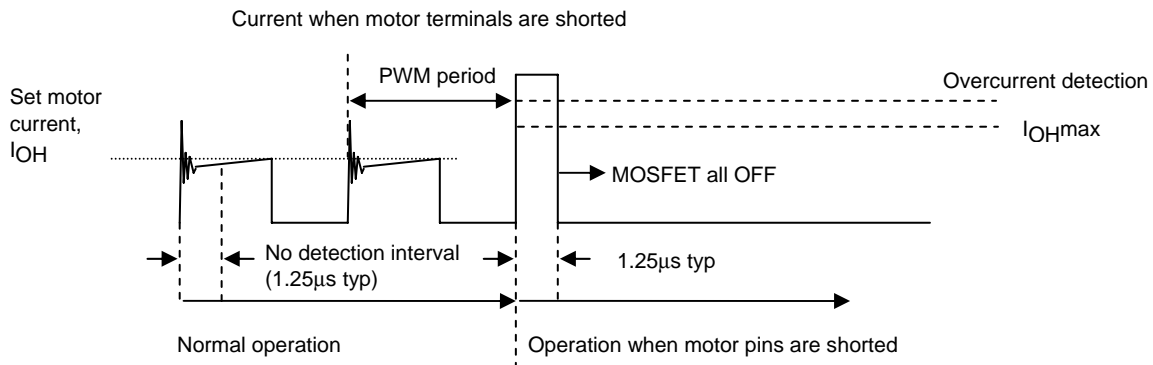 Current when motor terminals are shorted
PWM period
Overcurrent detection
Set motor
current,
IOH
IOHmax
MOSFET all OFF
No detection interval
(1.25μs typ)
1.25μs typ
Normal operation
Operation when motor pins are shorted